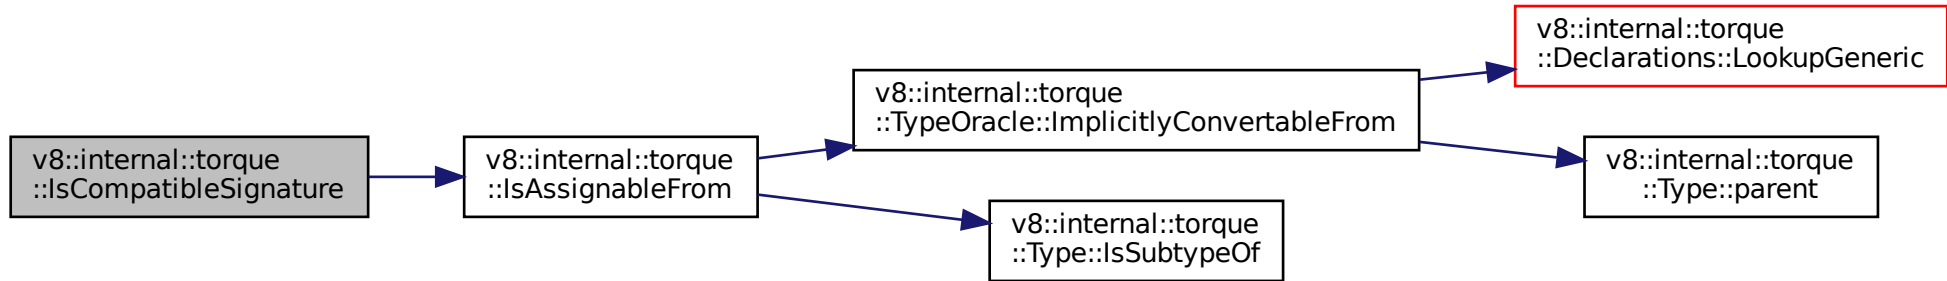 v8::internal::torque
::IsCompatibleSignature
v8::internal::torque
::IsAssignableFrom
v8::internal::torque
::TypeOracle::ImplicitlyConvertableFrom
v8::internal::torque
::Declarations::LookupGeneric
v8::internal::torque
::Type::parent
v8::internal::torque
::Type::IsSubtypeOf